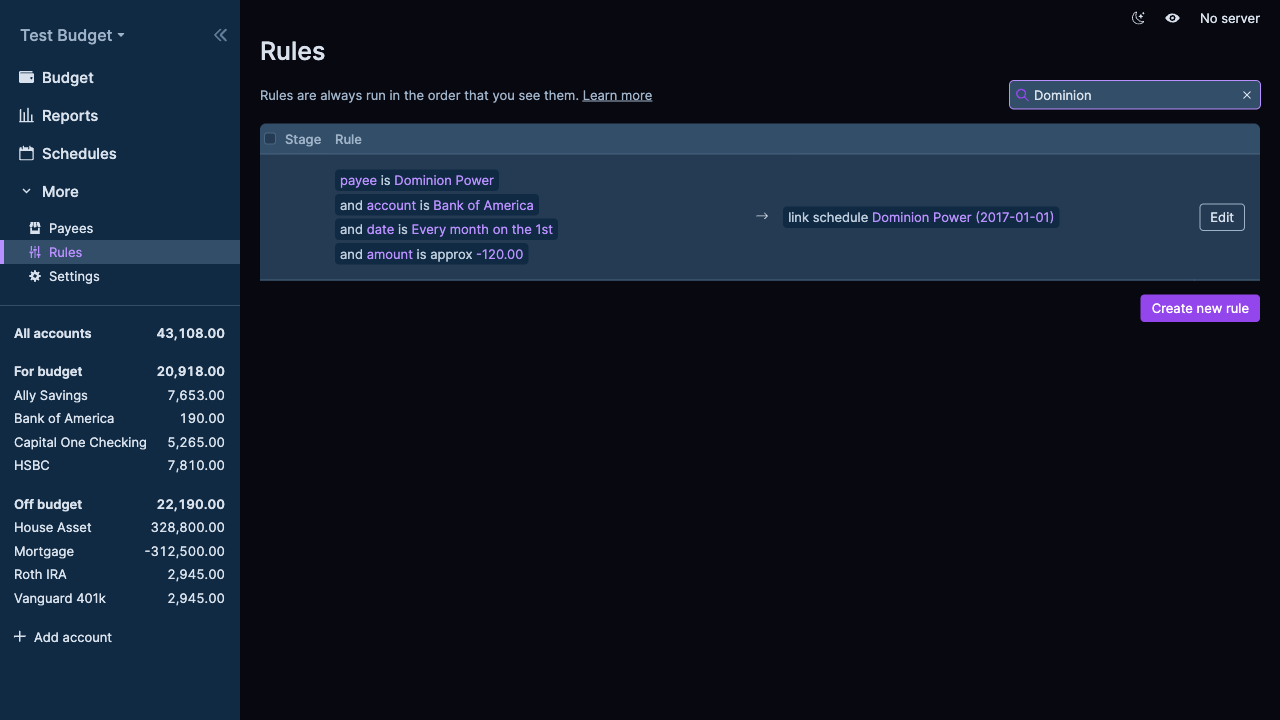 Test Budget
Budget
Reports
Schedules
More
Payees
Rules
Settings
All accounts 43,108.00
For budget 20,918.00
Ally Savings 7,653.00
Bank of America 190.00
Capital One Checking 5,265.00
HSBC 7,810.00
Off budget 22,190.00
House Asset 328,800.00
Mortgage -312,500.00
Roth IRA 2,945.00
Vanguard 401k 2,945.00
Add account
No server
Rules
Rules are always run in the order that you see them. Learn more
Dominion
Stage Rule
payee is Dominion Power
and account is Bank of America
and date is Every month on the 1st
and amount is approx -120.00
→ link schedule Dominion Power (2017-01-01)
Edit
Create new rule